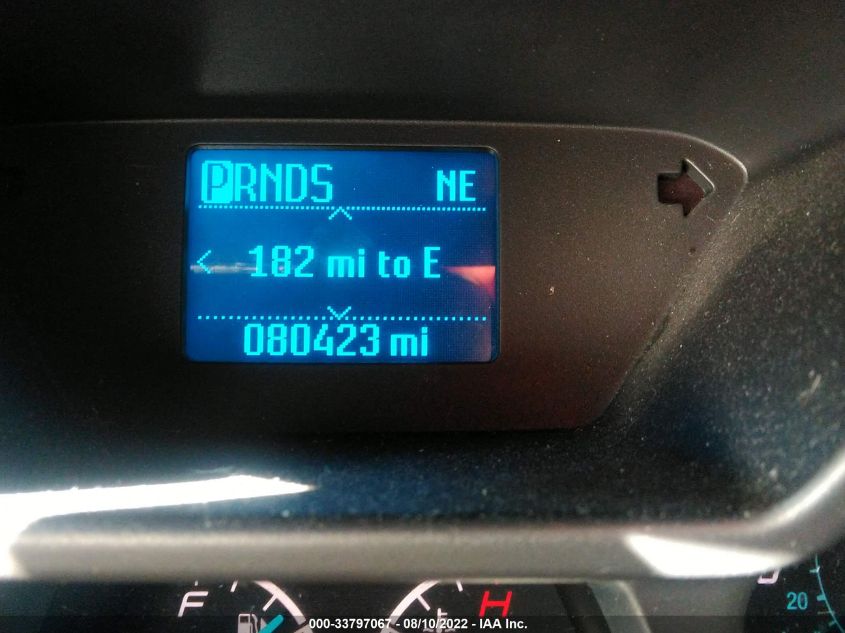 PRNDS NE
182 mi to E
080423 mi
F H
20
000-33797067 - 08/10/2022 - IAA Inc.